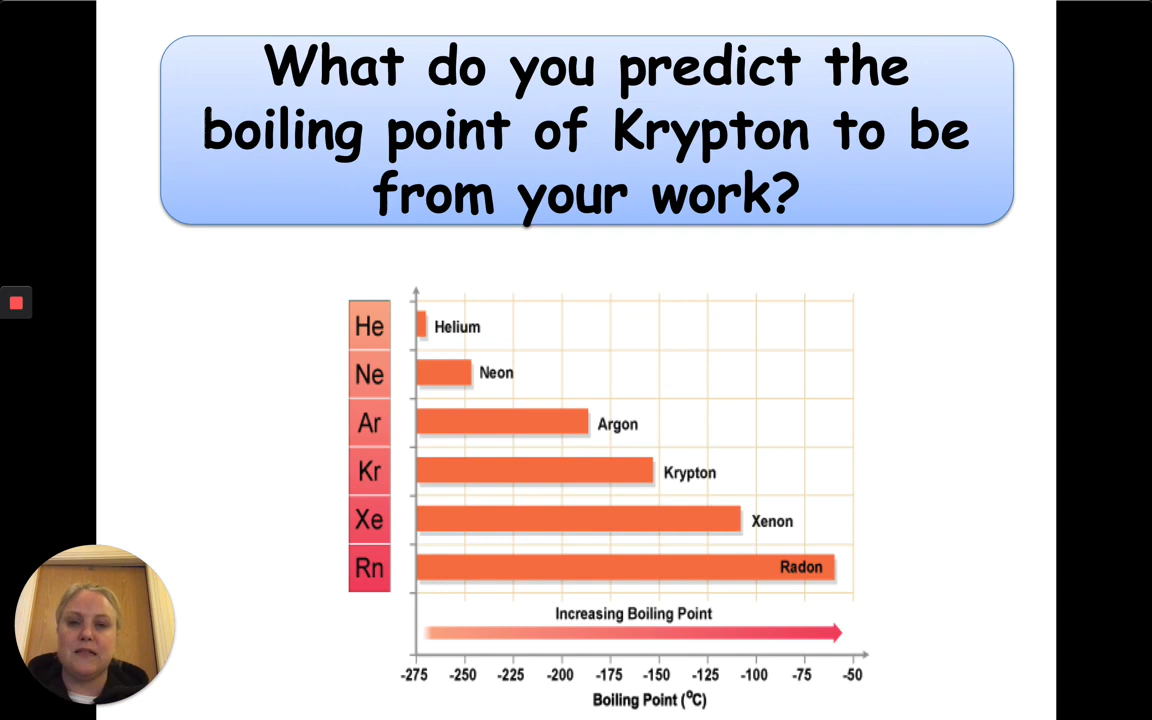 What do you predict the
boiling point of Krypton to be
from your work?
He
Helium
Ne
Neon
Ar
Argon
Kr
Krypton
Xe
Xenon
Rn
Radon
Increasing Boiling Point
-275 -250 -225 -200 -175 -150 -125 -100 -75 -50
Boiling Point (⁰C)